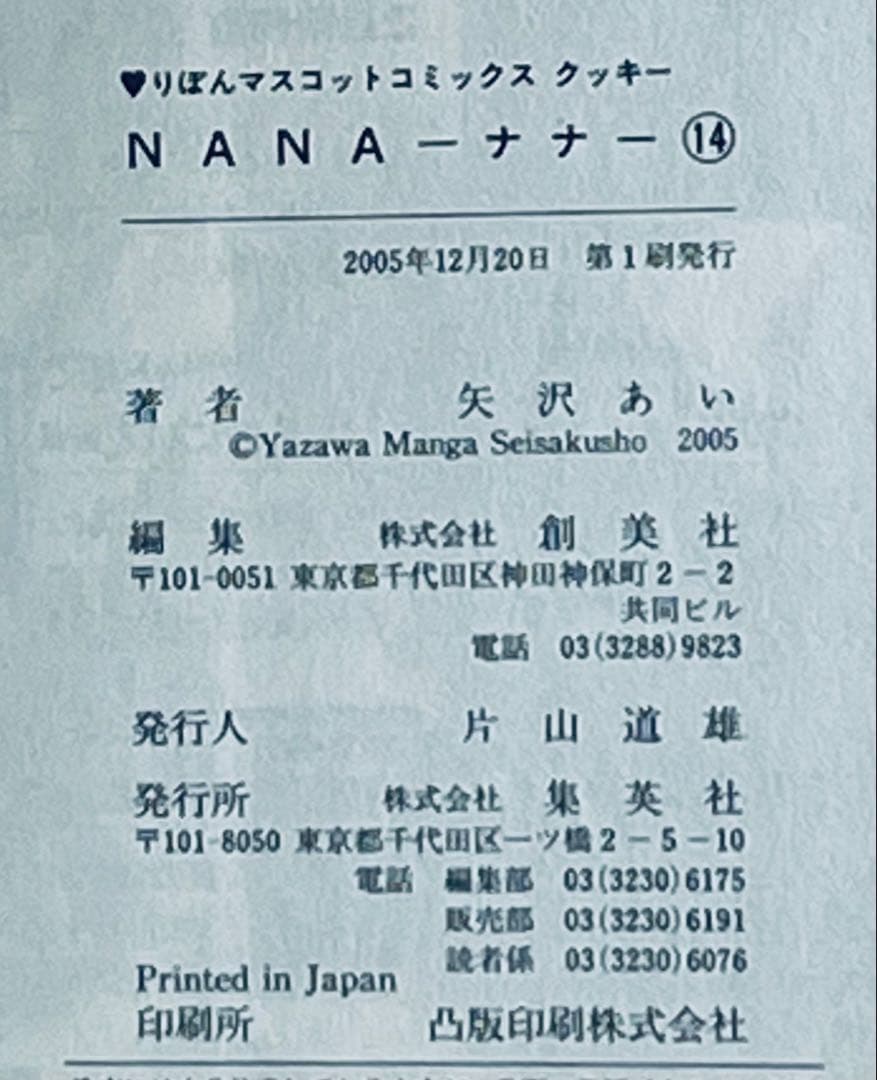 ♥りぼんマスコットコミックス クッキー
NANA―ナナ―⑭
2005年12月20日 第1刷発行
著者 矢沢あい
©Yazawa Manga Seisakusho 2005
編集 株式会社 創美社
〒101-0051 東京都千代田区神田神保町2－2
共同ビル
電話 03(3288)9823
発行人 片山道雄
発行所 株式会社 集英社
〒101-8050 東京都千代田区一ツ橋2－5－10
電話 編集部 03(3230)6175
販売部 03(3230)6191
読者係 03(3230)6076
Printed in Japan
印刷所 凸版印刷株式会社